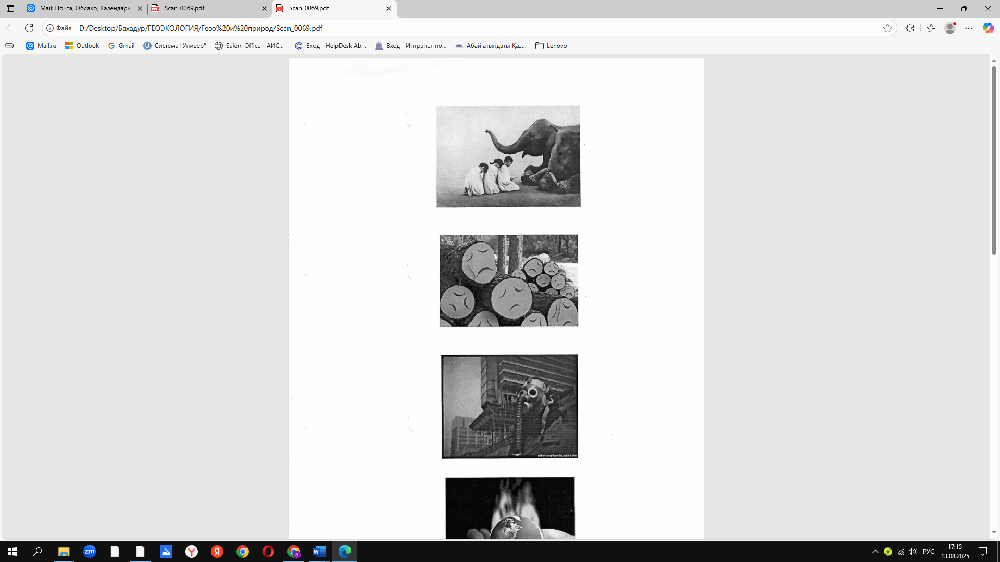 Mail: Почта, Облако, Календарь,
Scan_0069.pdf
Scan_0069.pdf
Файл
D:/Desktop/Бахадур/ГЕОЭКОЛОГИЯ/Геоэ%20и%20природ/Scan_0069.pdf
Mail.ru
Outlook
Gmail
Система "Универ"
Salem Office - АИС...
Вход - HelpDesk Ab...
Вход - Интранет по...
Абай атындағы Қаз...
Lenovo
zm
W
B
РУС
17:15
13.08.2025